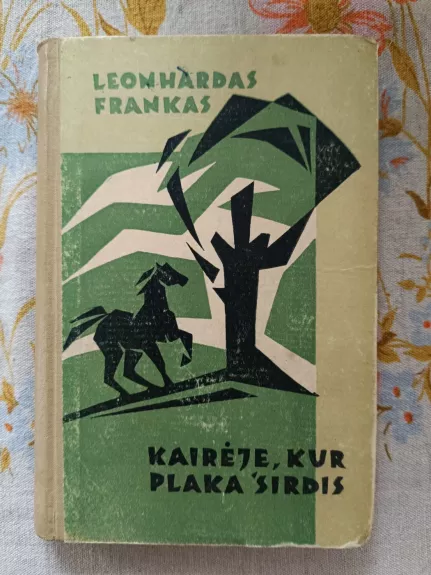 LEONHARDAS
FRANKAS
KAIRĖJE, KUR
PLAKA ŠIRDIS